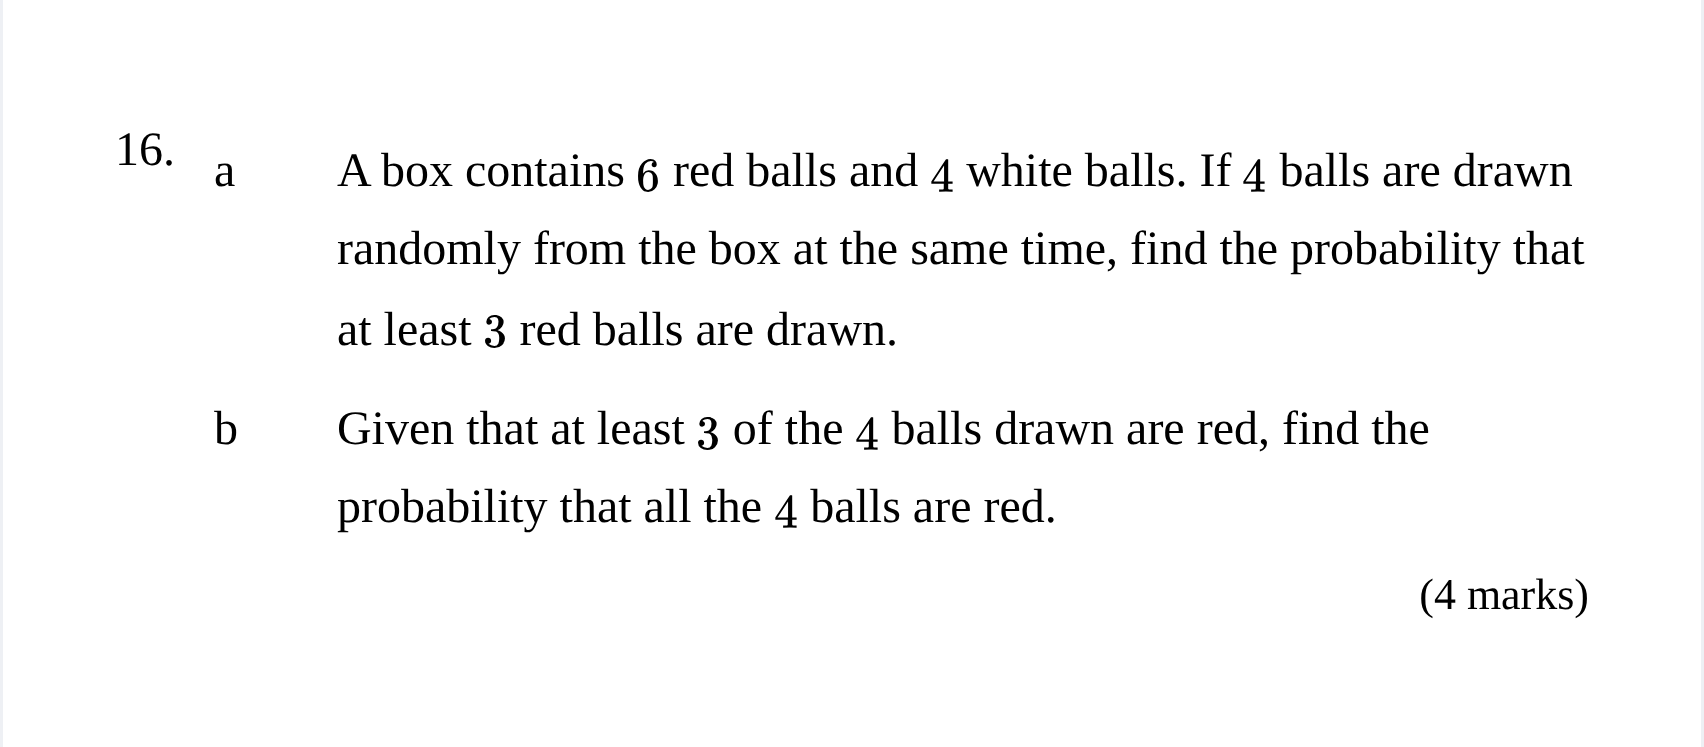 16. a A box contains 6 red balls and 4 white balls. If 4 balls are drawn
randomly from the box at the same time, find the probability that
at least 3 red balls are drawn.
b Given that at least 3 of the 4 balls drawn are red, find the
probability that all the 4 balls are red.
(4 marks)